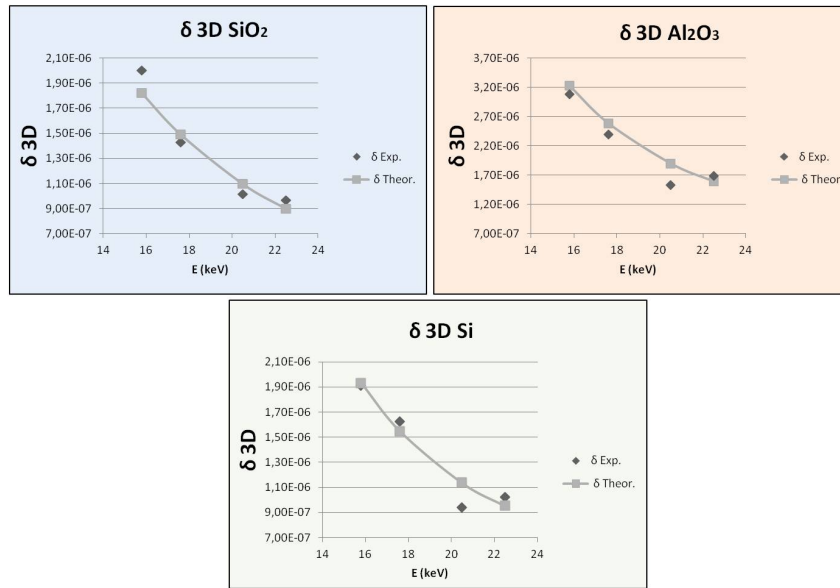 δ 3D SiO₂
2,10E-06
1,90E-06
1,70E-06
1,50E-06
1,30E-06
1,10E-06
9,00E-07
7,00E-07
δ 3D
14 16 18 20 22 24
E (keV)
δ Exp.
δ Theor.
δ 3D Al₂O₃
3,70E-06
3,20E-06
2,70E-06
2,20E-06
1,70E-06
1,20E-06
7,00E-07
δ 3D
14 16 18 20 22 24
E (keV)
δ Exp.
δ Theor.
δ 3D Si
2,10E-06
1,90E-06
1,70E-06
1,50E-06
1,30E-06
1,10E-06
9,00E-07
7,00E-07
δ 3D
14 16 18 20 22 24
E (keV)
δ Exp.
δ Theor.